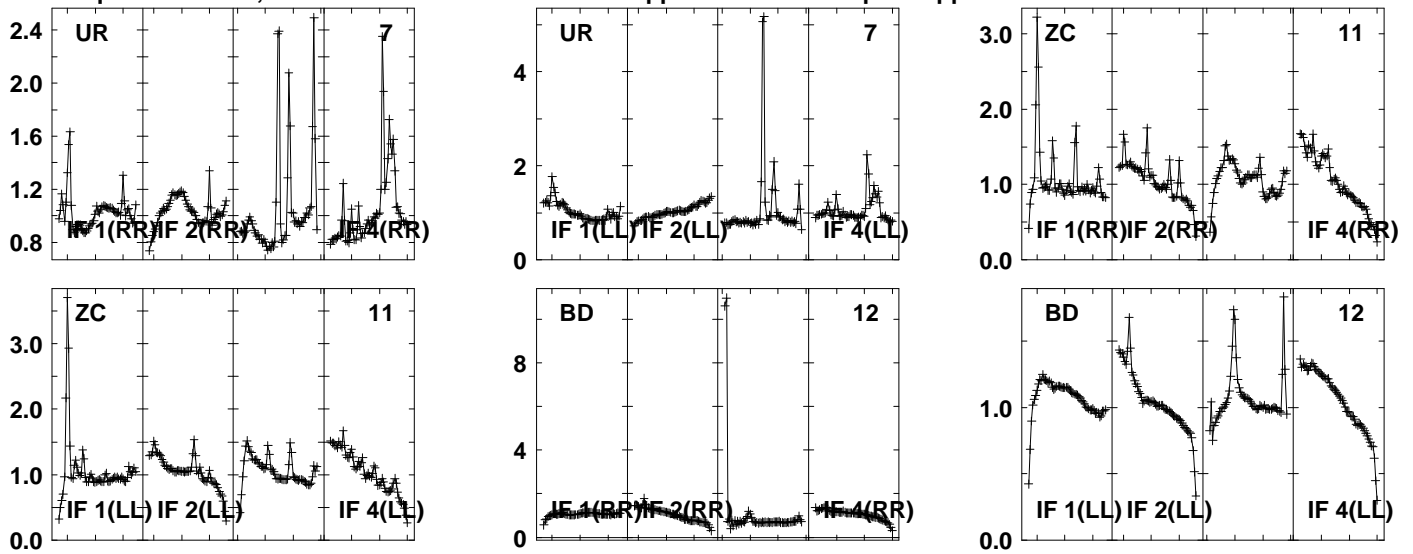 UR 7
2.4
2.0
1.6
1.2
0.8
IF 1(RR) IF 2(RR) IF 4(RR)
UR 7
4
2
0
IF 1(LL) IF 2(LL) IF 4(LL)
ZC 11
3.0
2.0
1.0
0.0
IF 1(RR) IF 2(RR) IF 4(RR)
ZC 11
3.0
2.0
1.0
0.0
IF 1(LL) IF 2(LL) IF 4(LL)
BD 12
8
4
2
0
IF 1(RR) IF 2(RR) IF 4(RR)
BD 12
1.0
0.0
IF 1(LL) IF 2(LL) IF 4(LL)